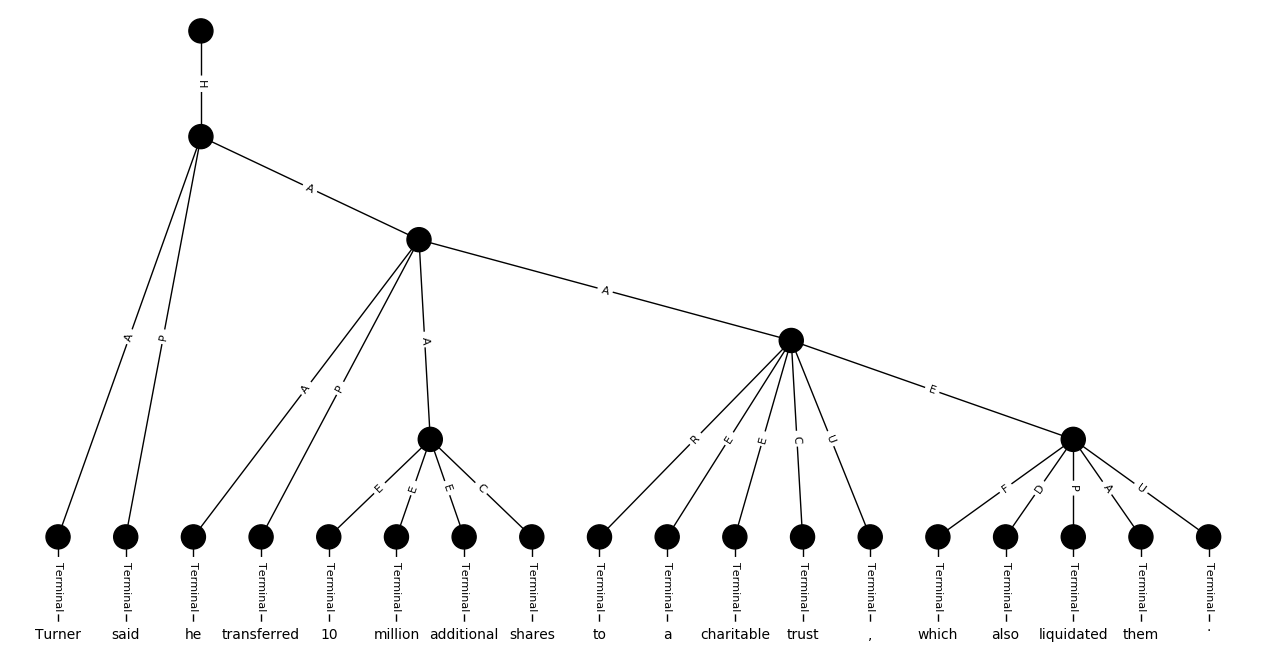 H
A
A
A P A
A P E
R E E C U
E E E C F D P A U
Terminal Terminal Terminal Terminal Terminal Terminal Terminal Terminal Terminal Terminal Terminal Terminal Terminal Terminal Terminal Terminal Terminal Terminal
Turner said he transferred 10 million additional shares to a charitable trust , which also liquidated them .